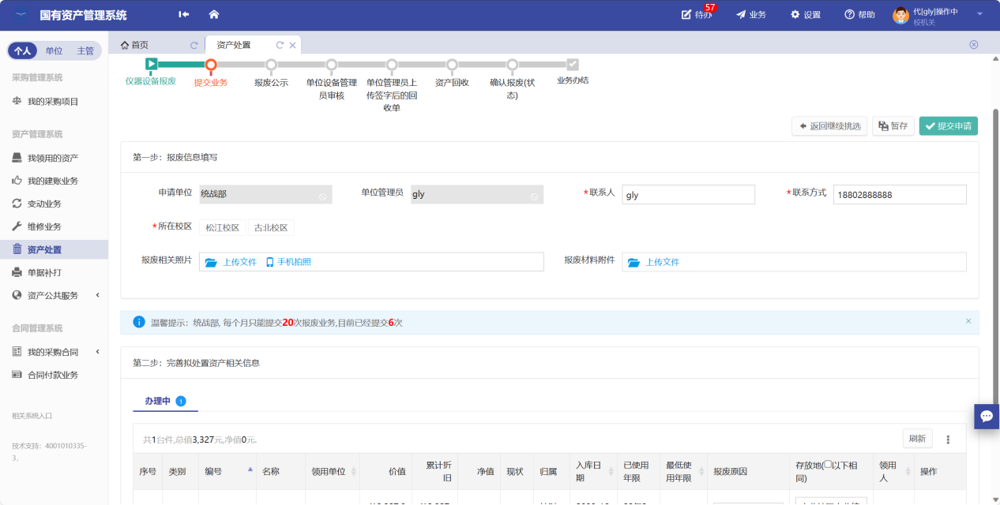 国有资产管理系统
待办 57
业务
设置
帮助
代[gly]操作中
校机关
个人 单位 主管
首页
资产处置
采购管理系统
我的采购项目
资产管理系统
我领用的资产
我的建账业务
变动业务
维修业务
资产处置
单据补打
资产公共服务
合同管理系统
我的采购合同
合同付款业务
相关系统入口
技术支持：4001010335-
3,
仪器设备报废
提交业务
报废公示
单位设备管理
员审核
单位管理员上
传签字后的回
收单
资产回收
确认报废(状
态)
业务办结
返回继续挑选 暂存 提交申请
第一步：报废信息填写
申请单位 统战部 单位管理员 gly *联系人 gly *联系方式 18802888888
*所在校区 松江校区 古北校区
报废相关照片 上传文件 手机拍照 报废材料附件 上传文件
温馨提示：统战部, 每个月只能提交20次报废业务,目前已经提交6次
第二步：完善拟处置资产相关信息
办理中 1
共1台件,总值3,327元,净值0元.
刷新
序号
类别
编号
名称
领用单位
价值
累计折
旧
净值
现状
归属
入库日
期
已使用
年限
最低使
用年限
报废原因
存放地(以下相
同)
领用
人
操作